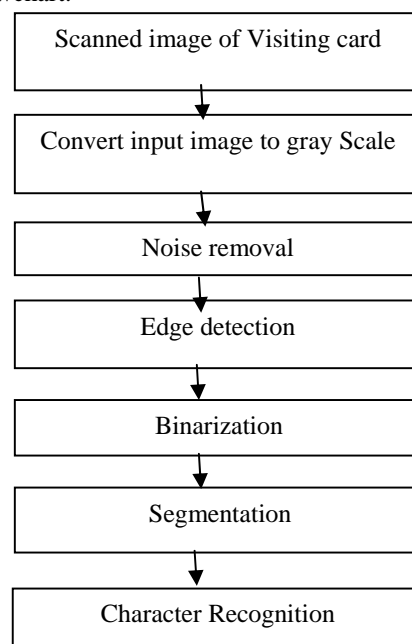 Scanned image of Visiting card
Convert input image to gray Scale
Noise removal
Edge detection
Binarization
Segmentation
Character Recognition